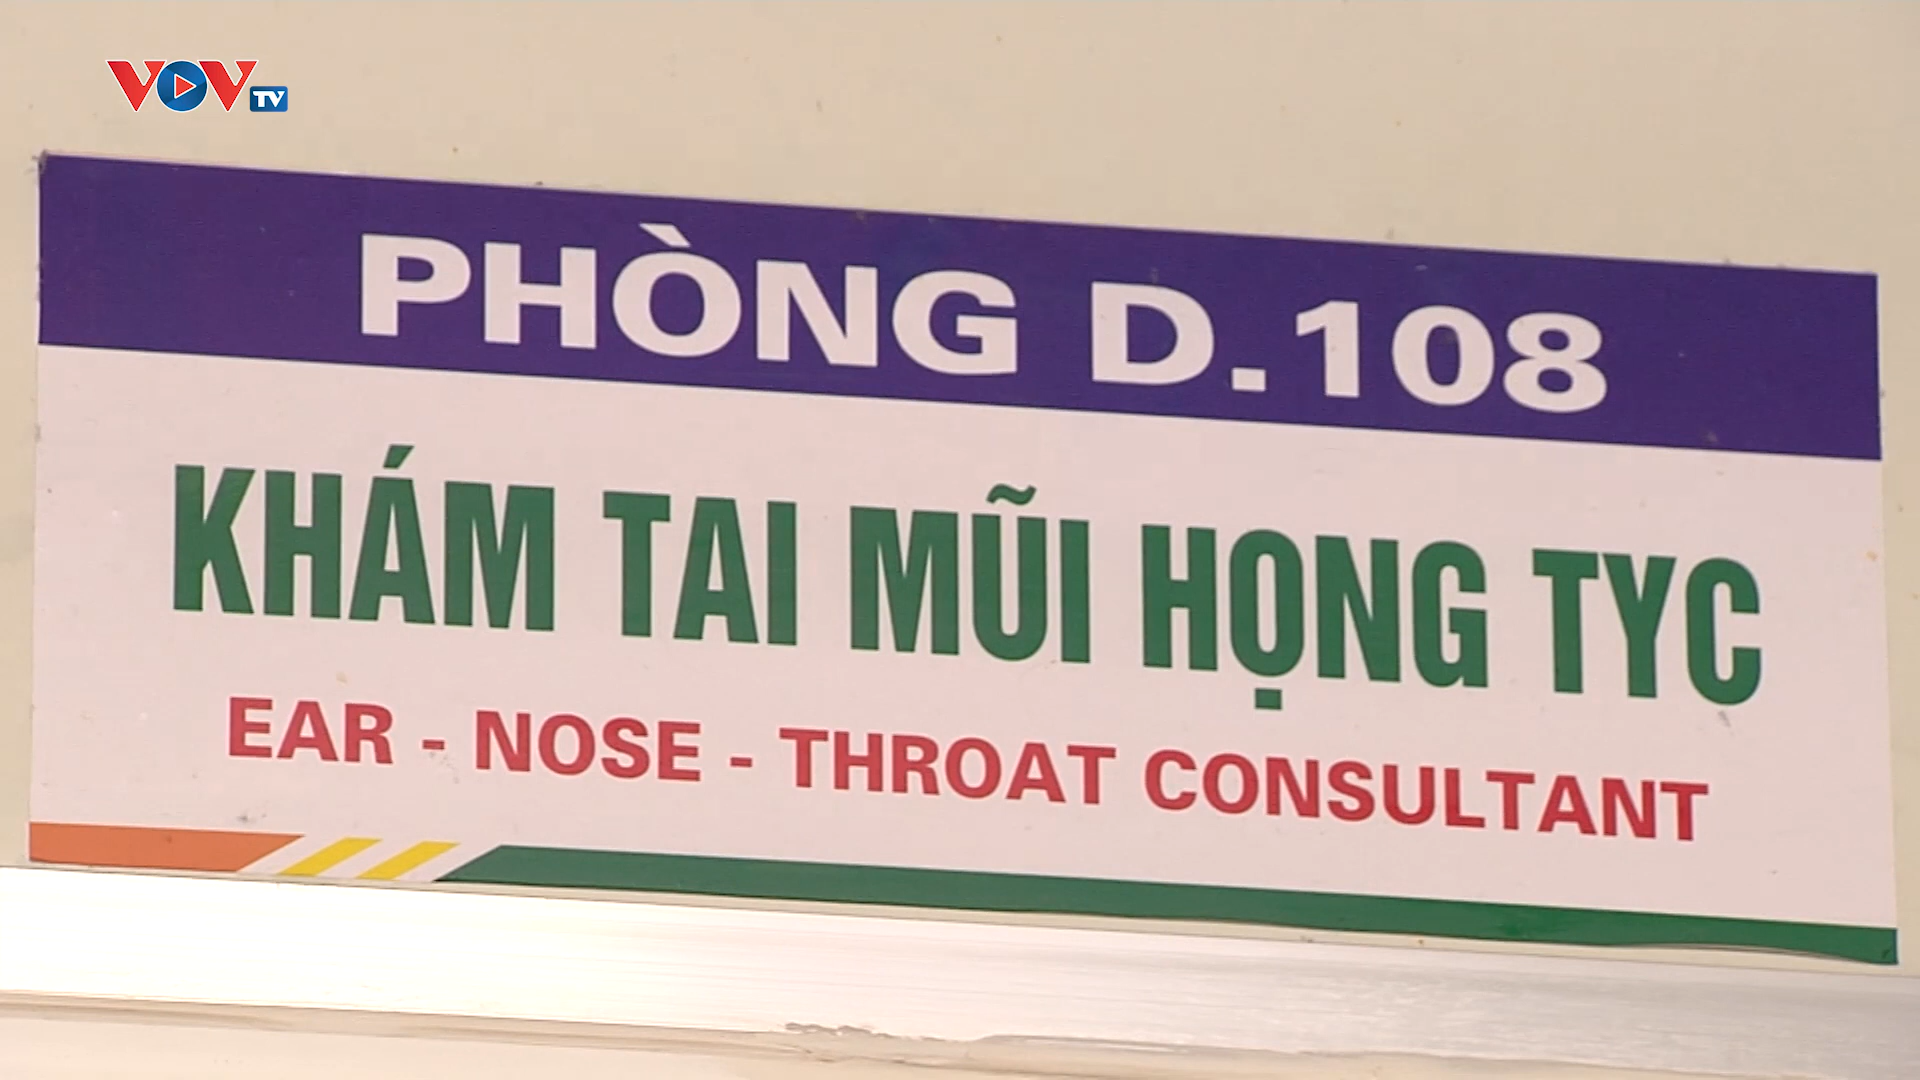 VOV TV
PHÒNG D.108
KHÁM TAI MŨI HỌNG TYC
EAR - NOSE - THROAT CONSULTANT